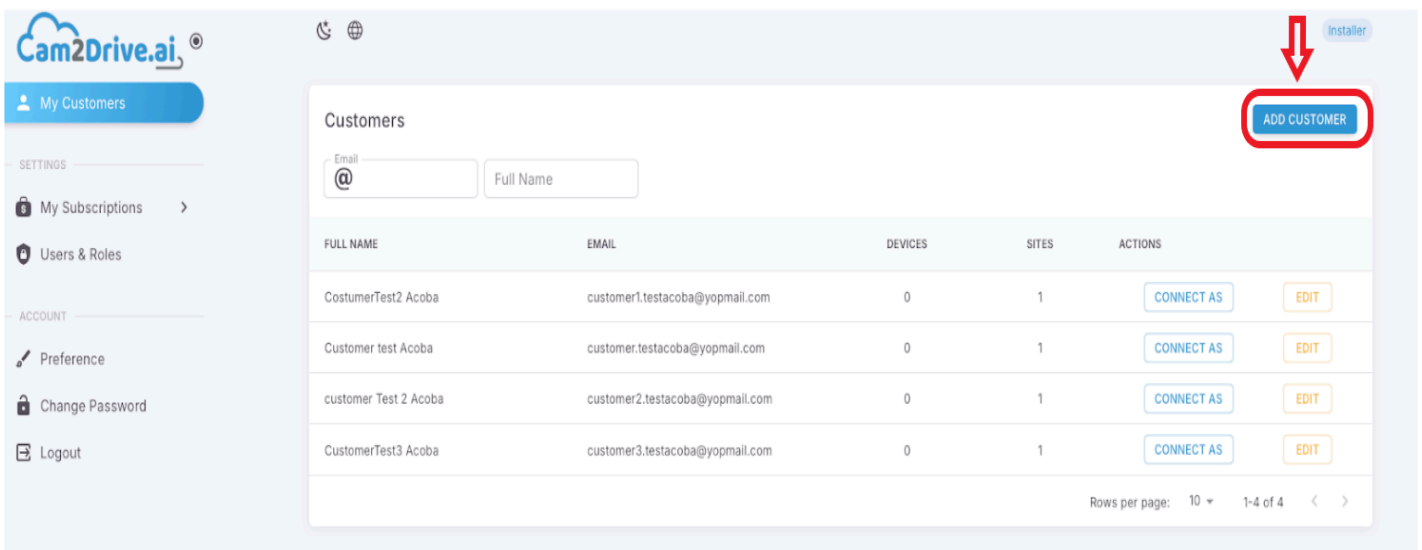 Cam2Drive.ai
Installer
My Customers
SETTINGS
My Subscriptions
Users & Roles
ACCOUNT
Preference
Change Password
Logout
Customers
ADD CUSTOMER
Email
@
Full Name
FULL NAME EMAIL DEVICES SITES ACTIONS
CostumerTest2 Acoba customer1.testacoba@yopmail.com 0 1 CONNECT AS EDIT
Customer test Acoba customer.testacoba@yopmail.com 0 1 CONNECT AS EDIT
customer Test 2 Acoba customer2.testacoba@yopmail.com 0 1 CONNECT AS EDIT
CustomerTest3 Acoba customer3.testacoba@yopmail.com 0 1 CONNECT AS EDIT
Rows per page: 10 1-4 of 4